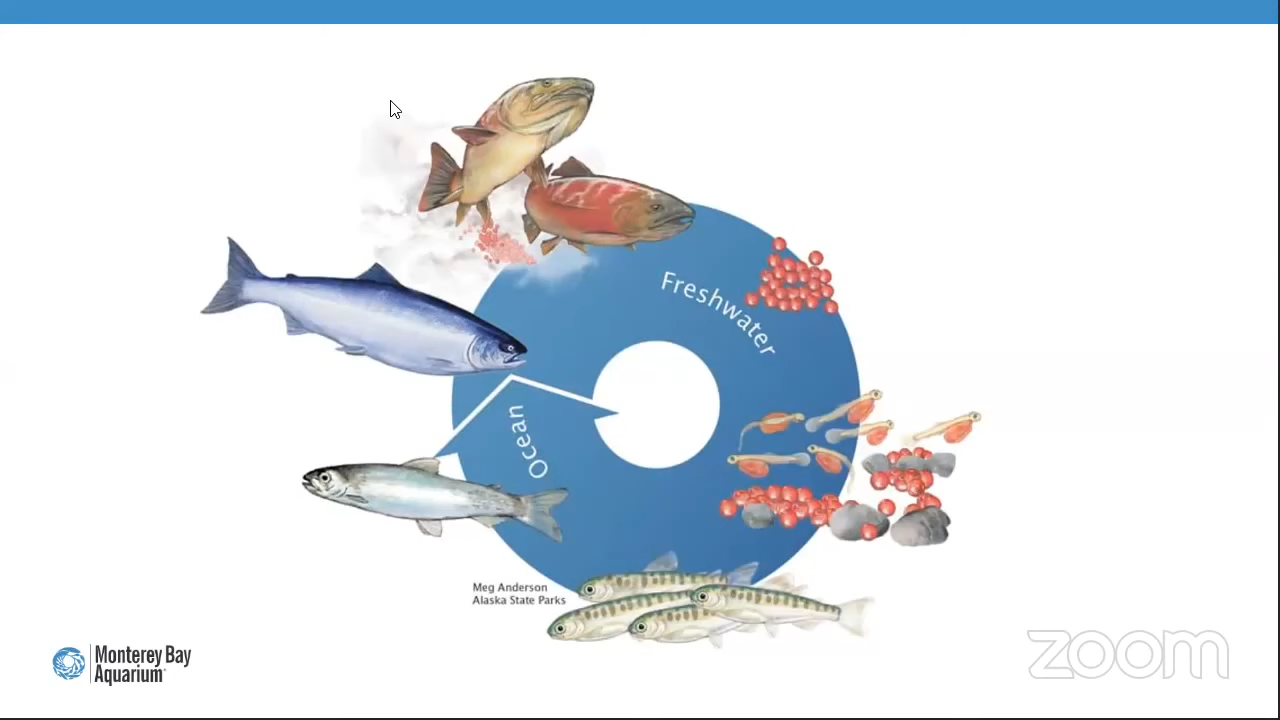 Freshwater
Ocean
Meg Anderson
Alaska State Parks
Monterey Bay
Aquarium
zoom